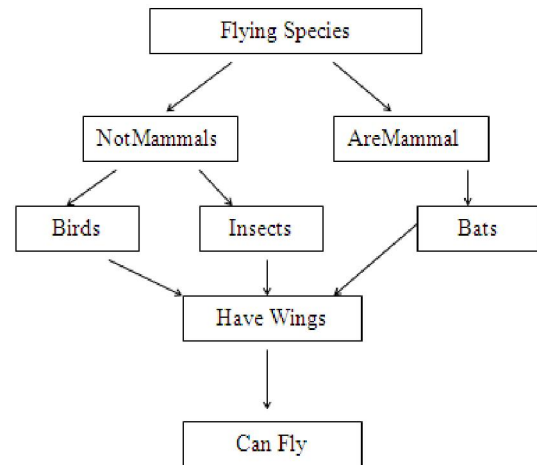 Flying Species
NotMammals
AreMammal
Birds
Insects
Bats
Have Wings
Can Fly